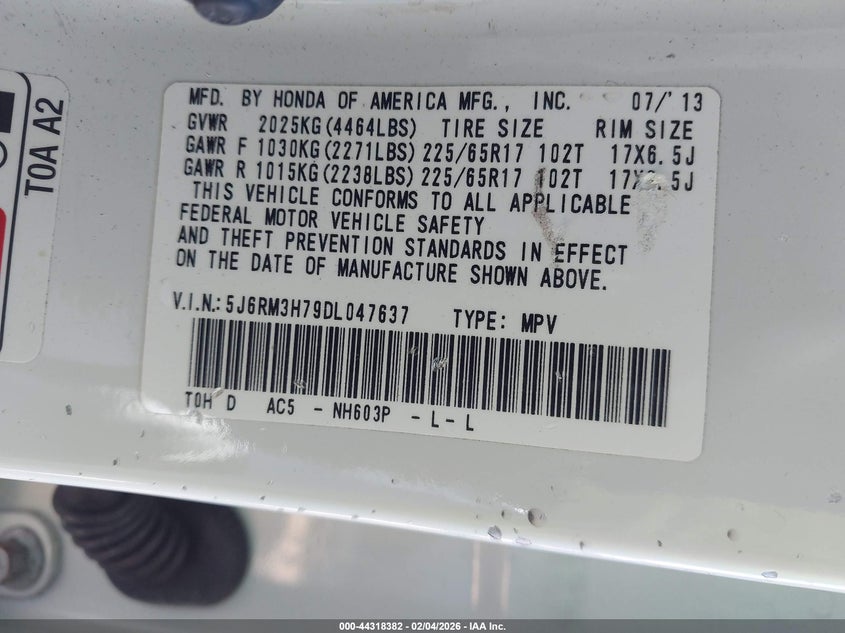 T0A A2
MFD. BY HONDA OF AMERICA MFG., INC. 07/'13
GVWR 2025KG(4464LBS) TIRE SIZE RIM SIZE
GAWR F 1030KG(2271LBS) 225/65R17 102T 17X6.5J
GAWR R 1015KG(2238LBS) 225/65R17 102T 17X6.5J
THIS VEHICLE CONFORMS TO ALL APPLICABLE
FEDERAL MOTOR VEHICLE SAFETY
AND THEFT PREVENTION STANDARDS IN EFFECT
ON THE DATE OF MANUFACTURE SHOWN ABOVE.
V.I.N.: 5J6RM3H79DL047637 TYPE: MPV
T0H D AC5 - NH603P - L- L
000-44318382 - 02/04/2026 - IAA Inc.